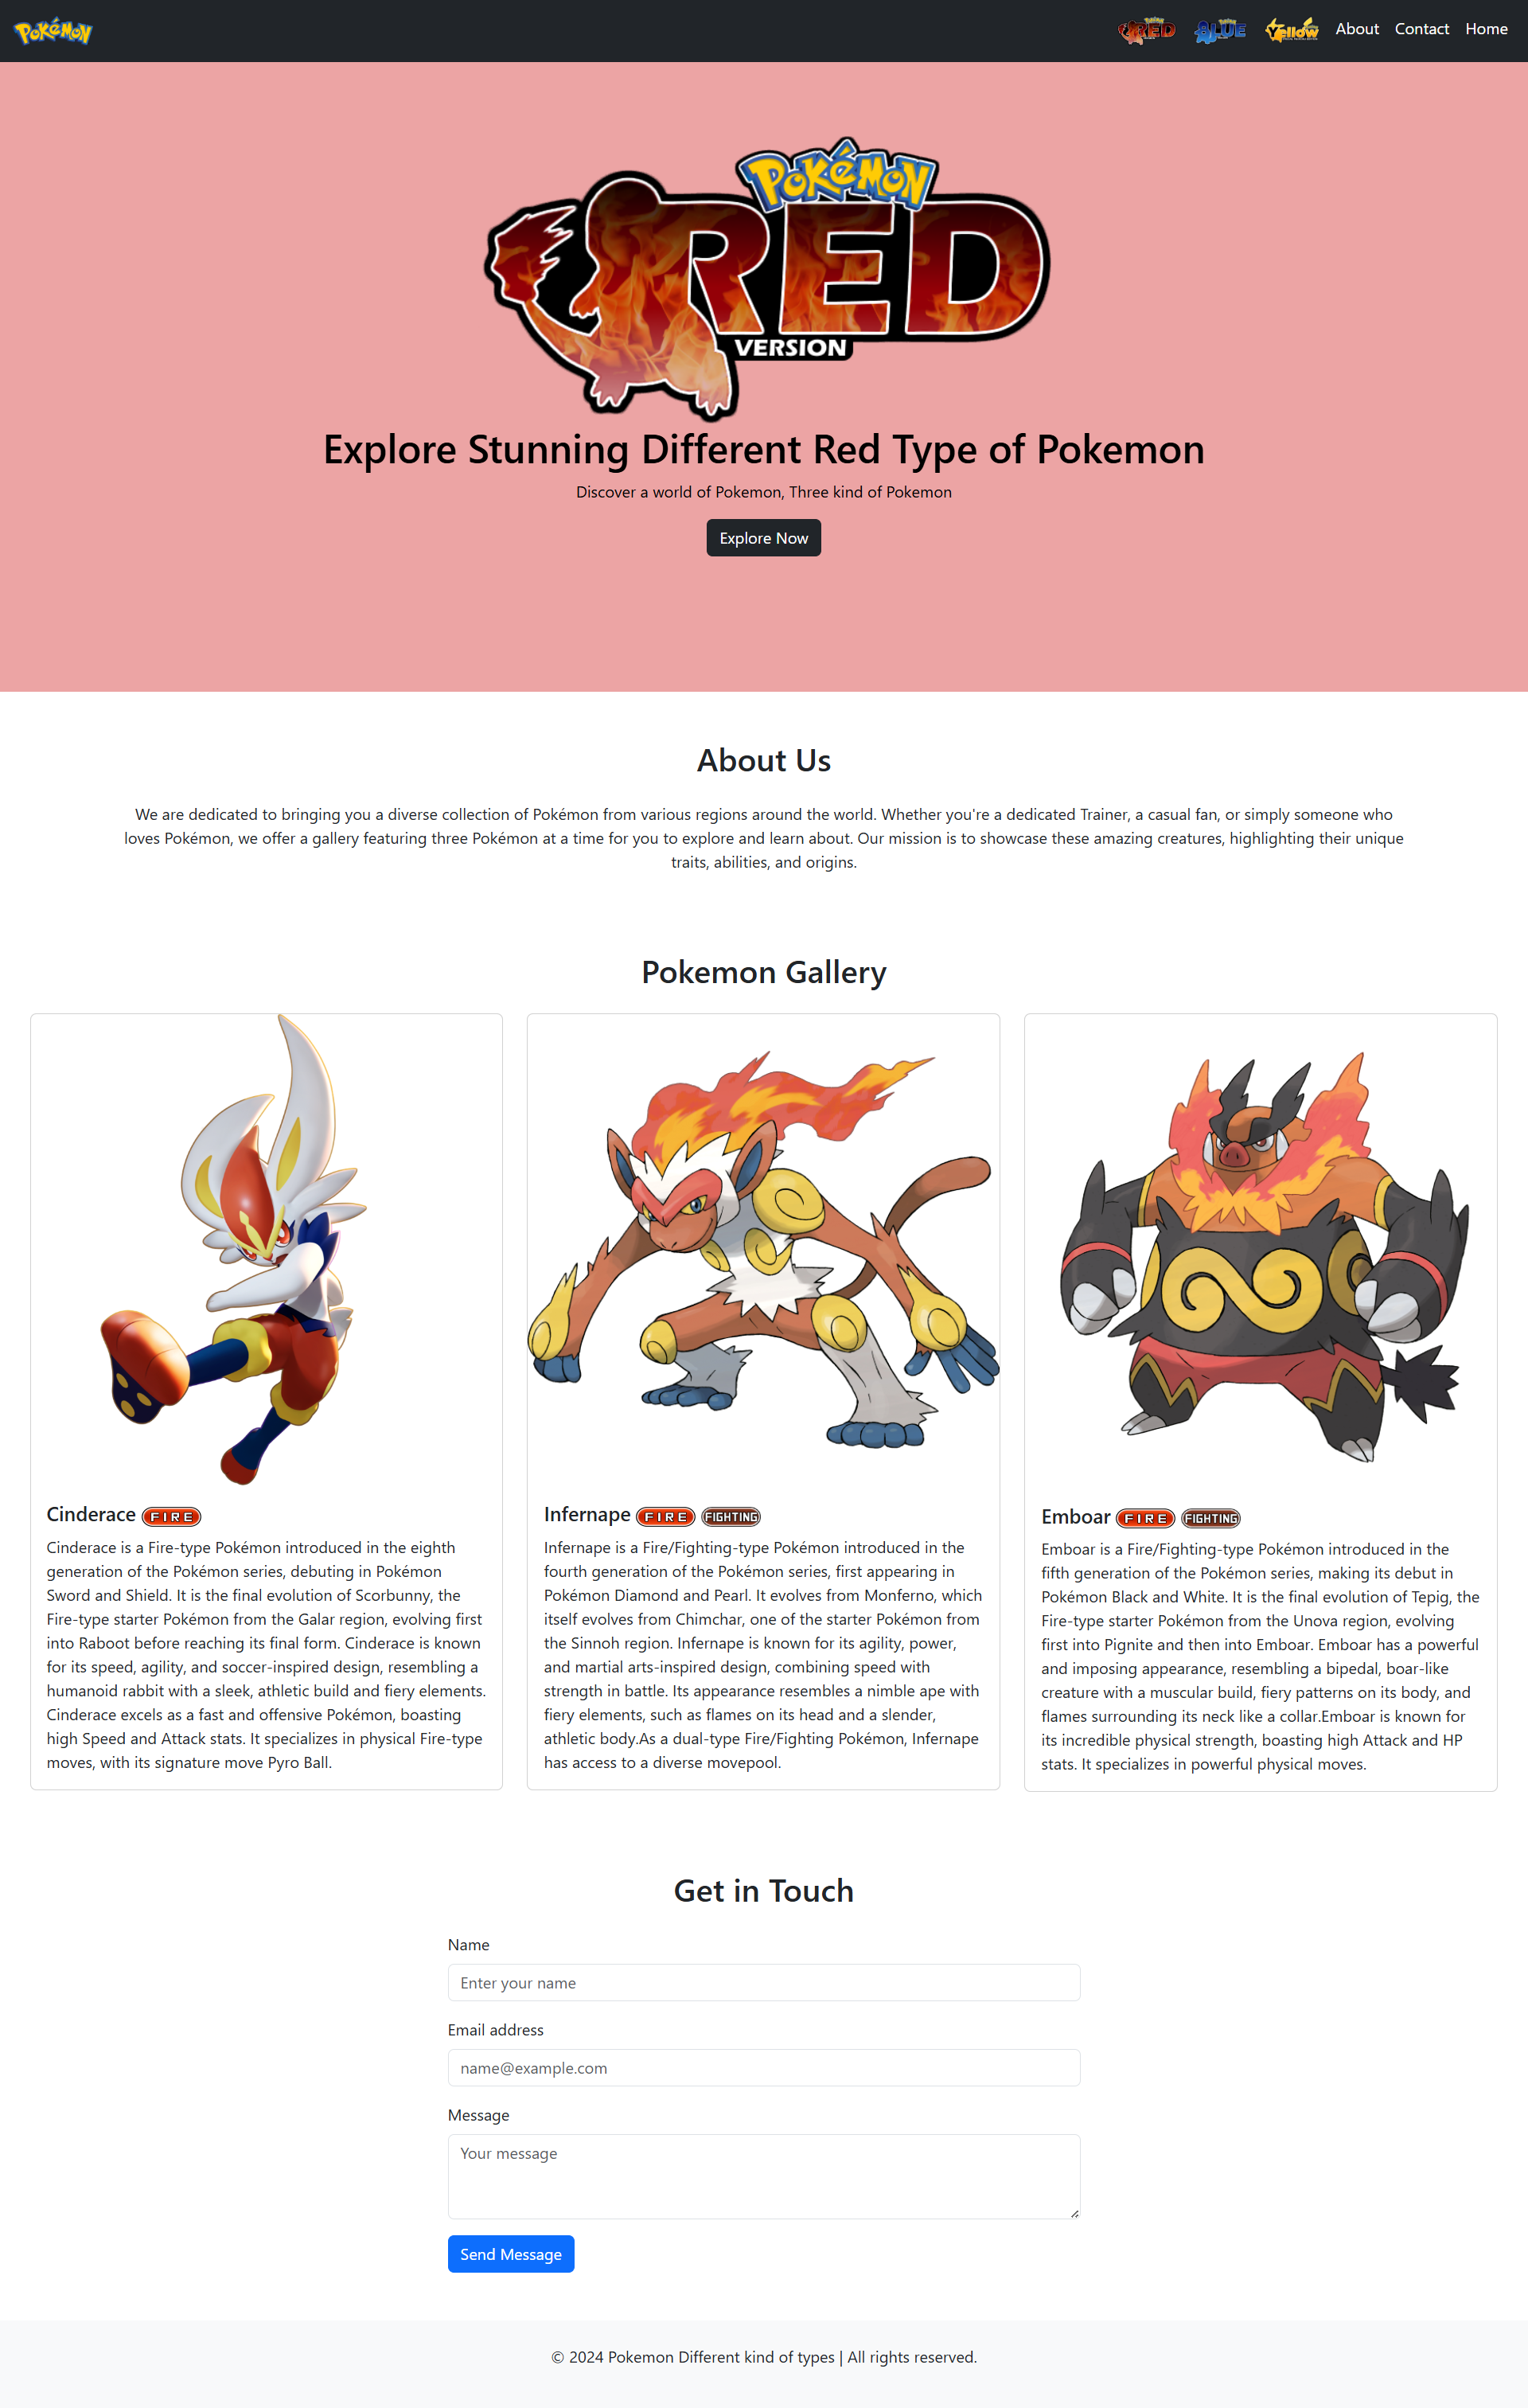 Pokémon
Pokémon RED
Pokémon BLUE
Yellow
About Contact Home
Pokémon
RED
VERSION
Explore Stunning Different Red Type of Pokemon
Discover a world of Pokemon, Three kind of Pokemon
Explore Now
About Us
We are dedicated to bringing you a diverse collection of Pokémon from various regions around the world. Whether you're a dedicated Trainer, a casual fan, or simply someone who
loves Pokémon, we offer a gallery featuring three Pokémon at a time for you to explore and learn about. Our mission is to showcase these amazing creatures, highlighting their unique
traits, abilities, and origins.
Pokemon Gallery
Cinderace FIRE
Cinderace is a Fire-type Pokémon introduced in the eighth
generation of the Pokémon series, debuting in Pokémon
Sword and Shield. It is the final evolution of Scorbunny, the
Fire-type starter Pokémon from the Galar region, evolving first
into Raboot before reaching its final form. Cinderace is known
for its speed, agility, and soccer-inspired design, resembling a
humanoid rabbit with a sleek, athletic build and fiery elements.
Cinderace excels as a fast and offensive Pokémon, boasting
high Speed and Attack stats. It specializes in physical Fire-type
moves, with its signature move Pyro Ball.
Infernape FIRE FIGHTING
Infernape is a Fire/Fighting-type Pokémon introduced in the
fourth generation of the Pokémon series, first appearing in
Pokémon Diamond and Pearl. It evolves from Monferno, which
itself evolves from Chimchar, one of the starter Pokémon from
the Sinnoh region. Infernape is known for its agility, power,
and martial arts-inspired design, combining speed with
strength in battle. Its appearance resembles a nimble ape with
fiery elements, such as flames on its head and a slender,
athletic body.As a dual-type Fire/Fighting Pokémon, Infernape
has access to a diverse movepool.
Emboar FIRE FIGHTING
Emboar is a Fire/Fighting-type Pokémon introduced in the
fifth generation of the Pokémon series, making its debut in
Pokémon Black and White. It is the final evolution of Tepig, the
Fire-type starter Pokémon from the Unova region, evolving
first into Pignite and then into Emboar. Emboar has a powerful
and imposing appearance, resembling a bipedal, boar-like
creature with a muscular build, fiery patterns on its body, and
flames surrounding its neck like a collar.Emboar is known for
its incredible physical strength, boasting high Attack and HP
stats. It specializes in powerful physical moves.
Get in Touch
Name
Enter your name
Email address
name@example.com
Message
Your message
Send Message
© 2024 Pokemon Different kind of types | All rights reserved.